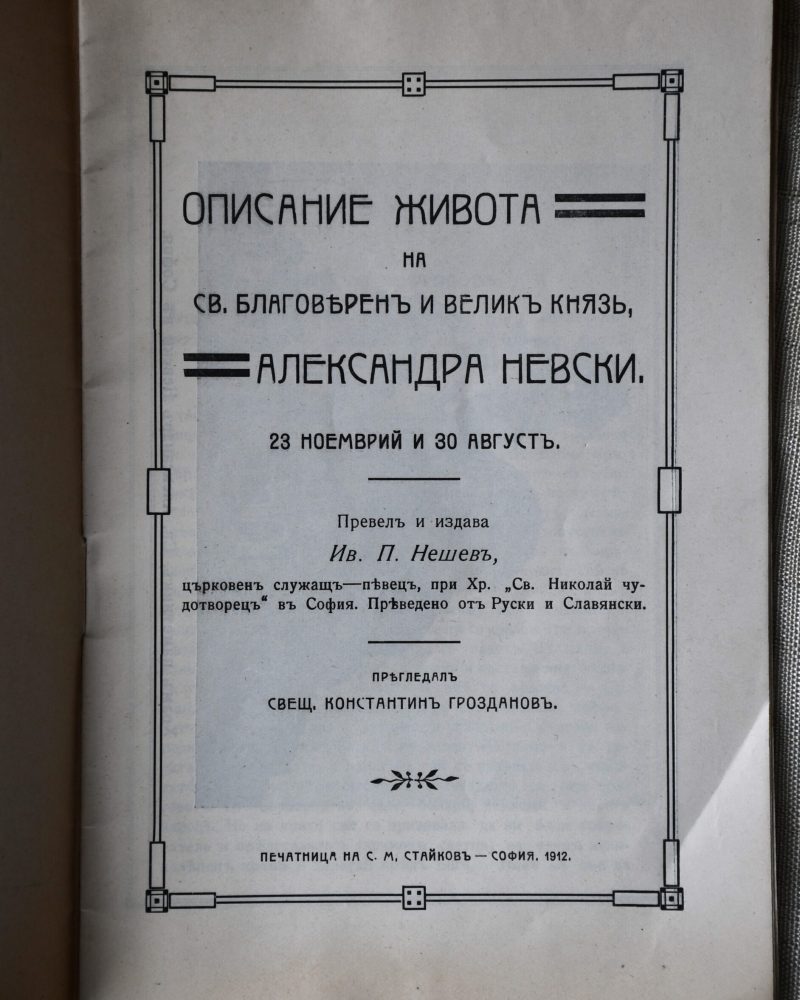 ОПИСАНИЕ ЖИВОТА
НА
СВ. БЛАГОВѢРЕНЪ И ВЕЛИКЪ КНЯЗЬ,
АЛЕКСАНДРА НЕВСКИ.
23 НОЕМВРИЙ И 30 АВГУСТЪ.
Превелъ и издава
Ив. П. Нешевъ,
църковенъ служащъ—пѣвецъ, при Хр. „Св. Николай чу-
дотворецъ“ въ София. Прѣведено отъ Руски и Славянски.
ПРѢГЛЕДАЛЪ
СВЕЩ. КОНСТАНТИНЪ ГРОЗДАНОВЪ.
ПЕЧАТНИЦА НА С. М. СТАЙКОВЪ — СОФИЯ. 1912.